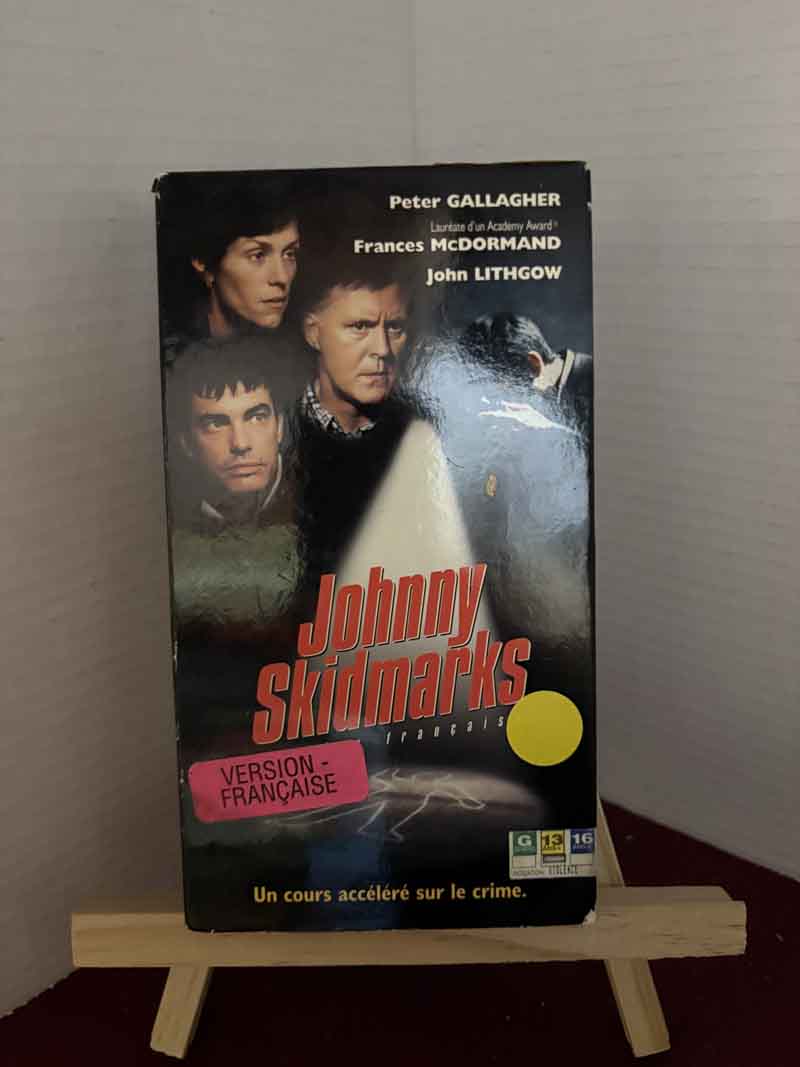 Peter GALLAGHER
Lauréate d'un Academy Award®
Frances McDORMAND
John LITHGOW
Johnny
Skidmarks
français
VERSION -
FRANÇAISE
G 13 16
VIOLENCE
Un cours accéléré sur le crime.